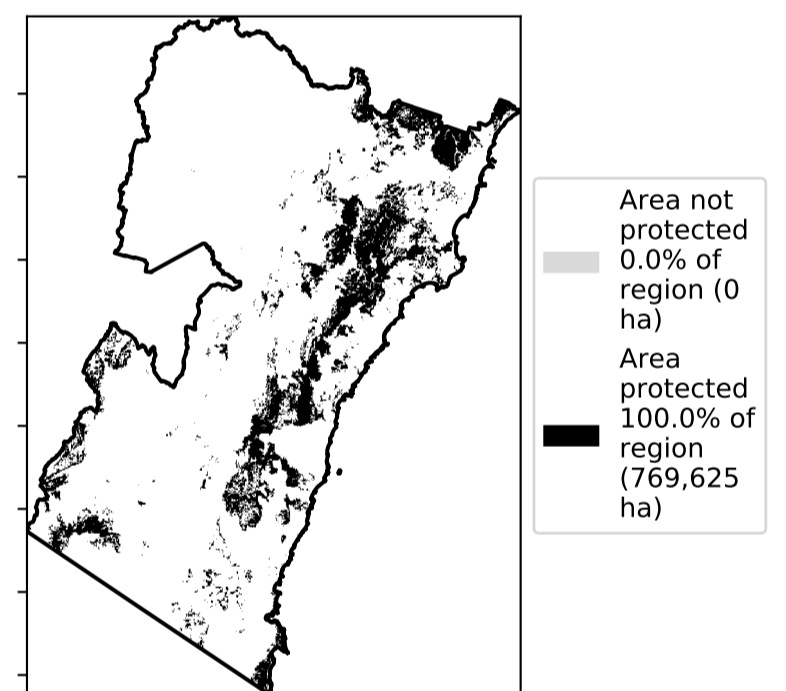 Area not
protected
0.0% of
region (0
ha)
Area
protected
100.0% of
region
(769,625
ha)